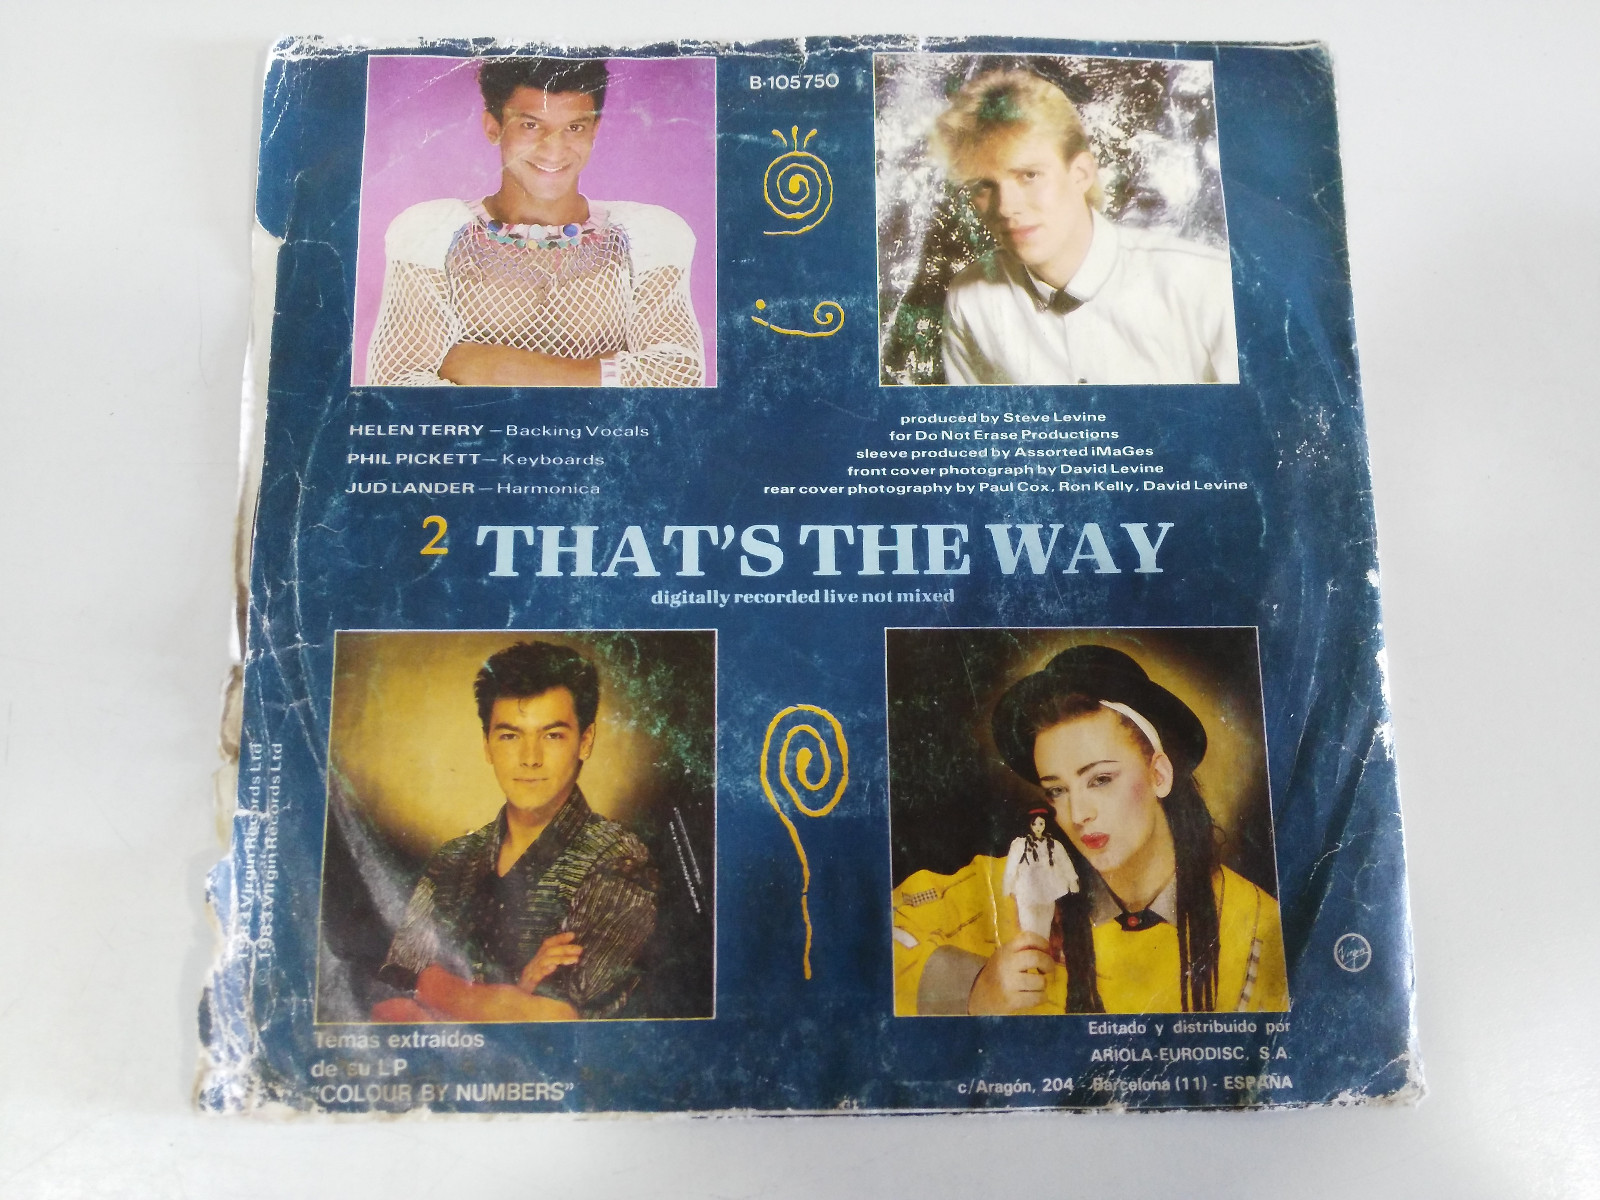 B-105750
HELEN TERRY – Backing Vocals
PHIL PICKETT – Keyboards
JUD LANDER – Harmonica
produced by Steve Levine
for Do Not Erase Productions
sleeve produced by Assorted iMaGes
front cover photograph by David Levine
rear cover photography by Paul Cox, Ron Kelly, David Levine
2 THAT'S THE WAY
digitally recorded live not mixed
1983 Virgin Records Ltd
© 1983 Virgin Records Ltd
Temas extraidos
de su LP
"COLOUR BY NUMBERS"
Virgin
Editado y distribuido por
ARIOLA-EURODISC, S.A.
c/Aragón, 204 - Barcelona (11) - ESPAÑA